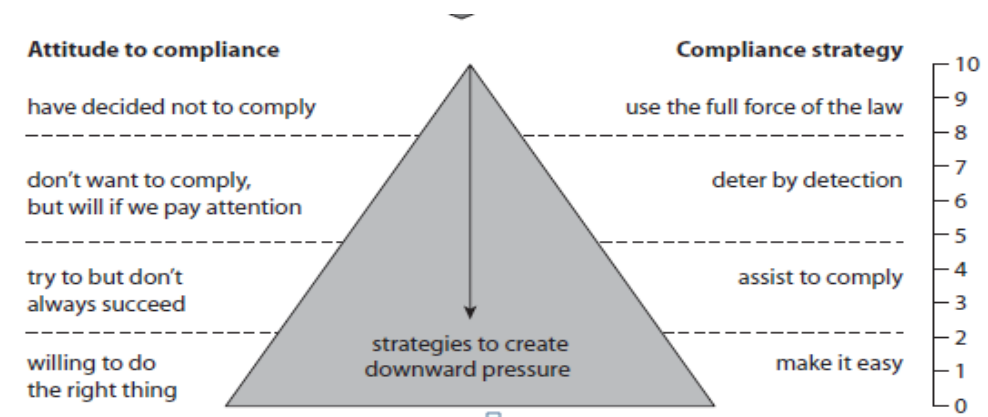 Attitude to compliance
Compliance strategy
10
have decided not to comply
use the full force of the law
9
8
don't want to comply,
but will if we pay attention
deter by detection
7
6
5
try to but don't
always succeed
assist to comply
4
3
2
strategies to create
downward pressure
willing to do
the right thing
make it easy
1
0